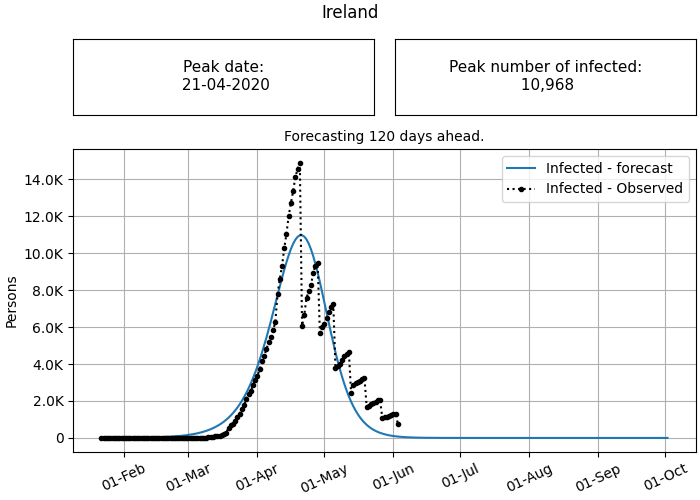 Ireland
Peak date:
21-04-2020
Peak number of infected:
10,968
Forecasting 120 days ahead.
Infected - forecast
Infected - Observed
14.0K
12.0K
10.0K
8.0K
6.0K
4.0K
2.0K
0
Persons
01-Feb
01-Mar
01-Apr
01-May
01-Jun
01-Jul
01-Aug
01-Sep
01-Oct